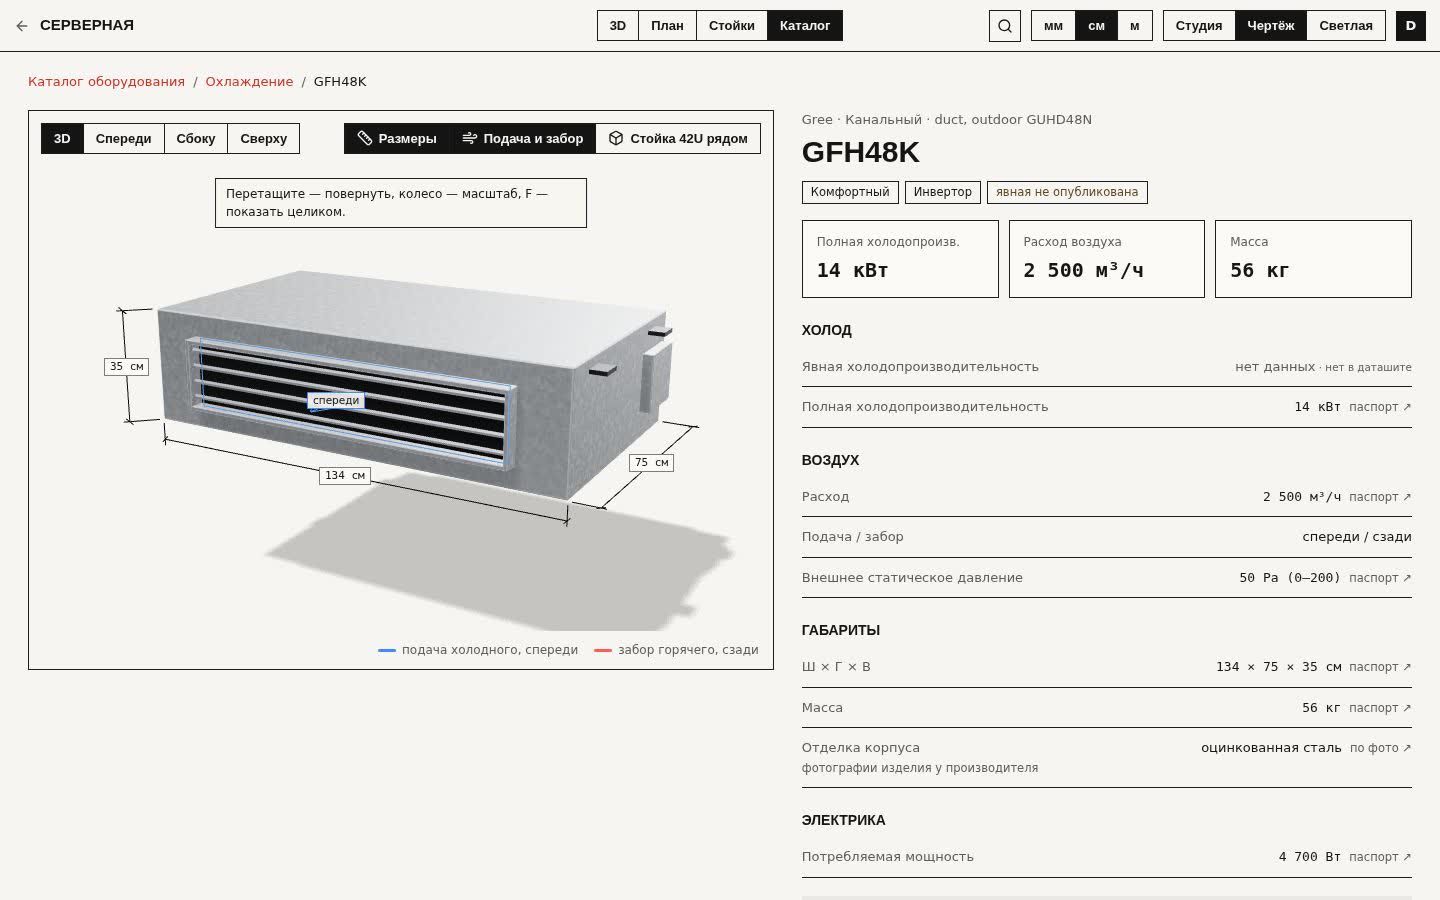 СЕРВЕРНАЯ
3D План Стойки Каталог
мм см м
Студия Чертёж Светлая
D
Каталог оборудования / Охлаждение / GFH48K
3D Спереди Сбоку Сверху
Размеры Подача и забор Стойка 42U рядом
Перетащите — повернуть, колесо — масштаб, F —
показать целиком.
35 см
спереди
134 см
75 см
подача холодного, спереди забор горячего, сзади
Gree · Канальный · duct, outdoor GUHD48N
GFH48K
Комфортный Инвертор явная не опубликована
Полная холодопроизв.
14 кВт
Расход воздуха
2 500 м³/ч
Масса
56 кг
ХОЛОД
Явная холодопроизводительность нет данных · нет в даташите
Полная холодопроизводительность 14 кВт паспорт ↗
ВОЗДУХ
Расход 2 500 м³/ч паспорт ↗
Подача / забор спереди / сзади
Внешнее статическое давление 50 Pa (0–200) паспорт ↗
ГАБАРИТЫ
Ш × Г × В 134 × 75 × 35 см паспорт ↗
Масса 56 кг паспорт ↗
Отделка корпуса оцинкованная сталь по фото ↗
фотографии изделия у производителя
ЭЛЕКТРИКА
Потребляемая мощность 4 700 Вт паспорт ↗